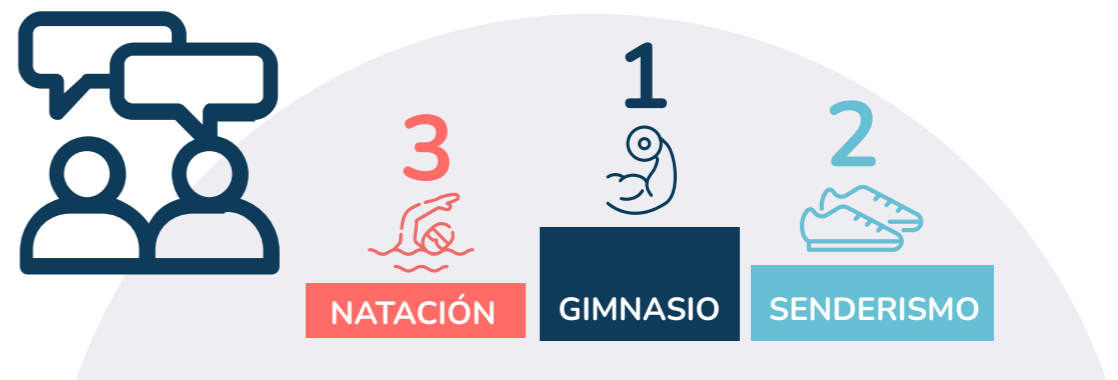 1
2
3
NATACIÓN
GIMNASIO
SENDERISMO